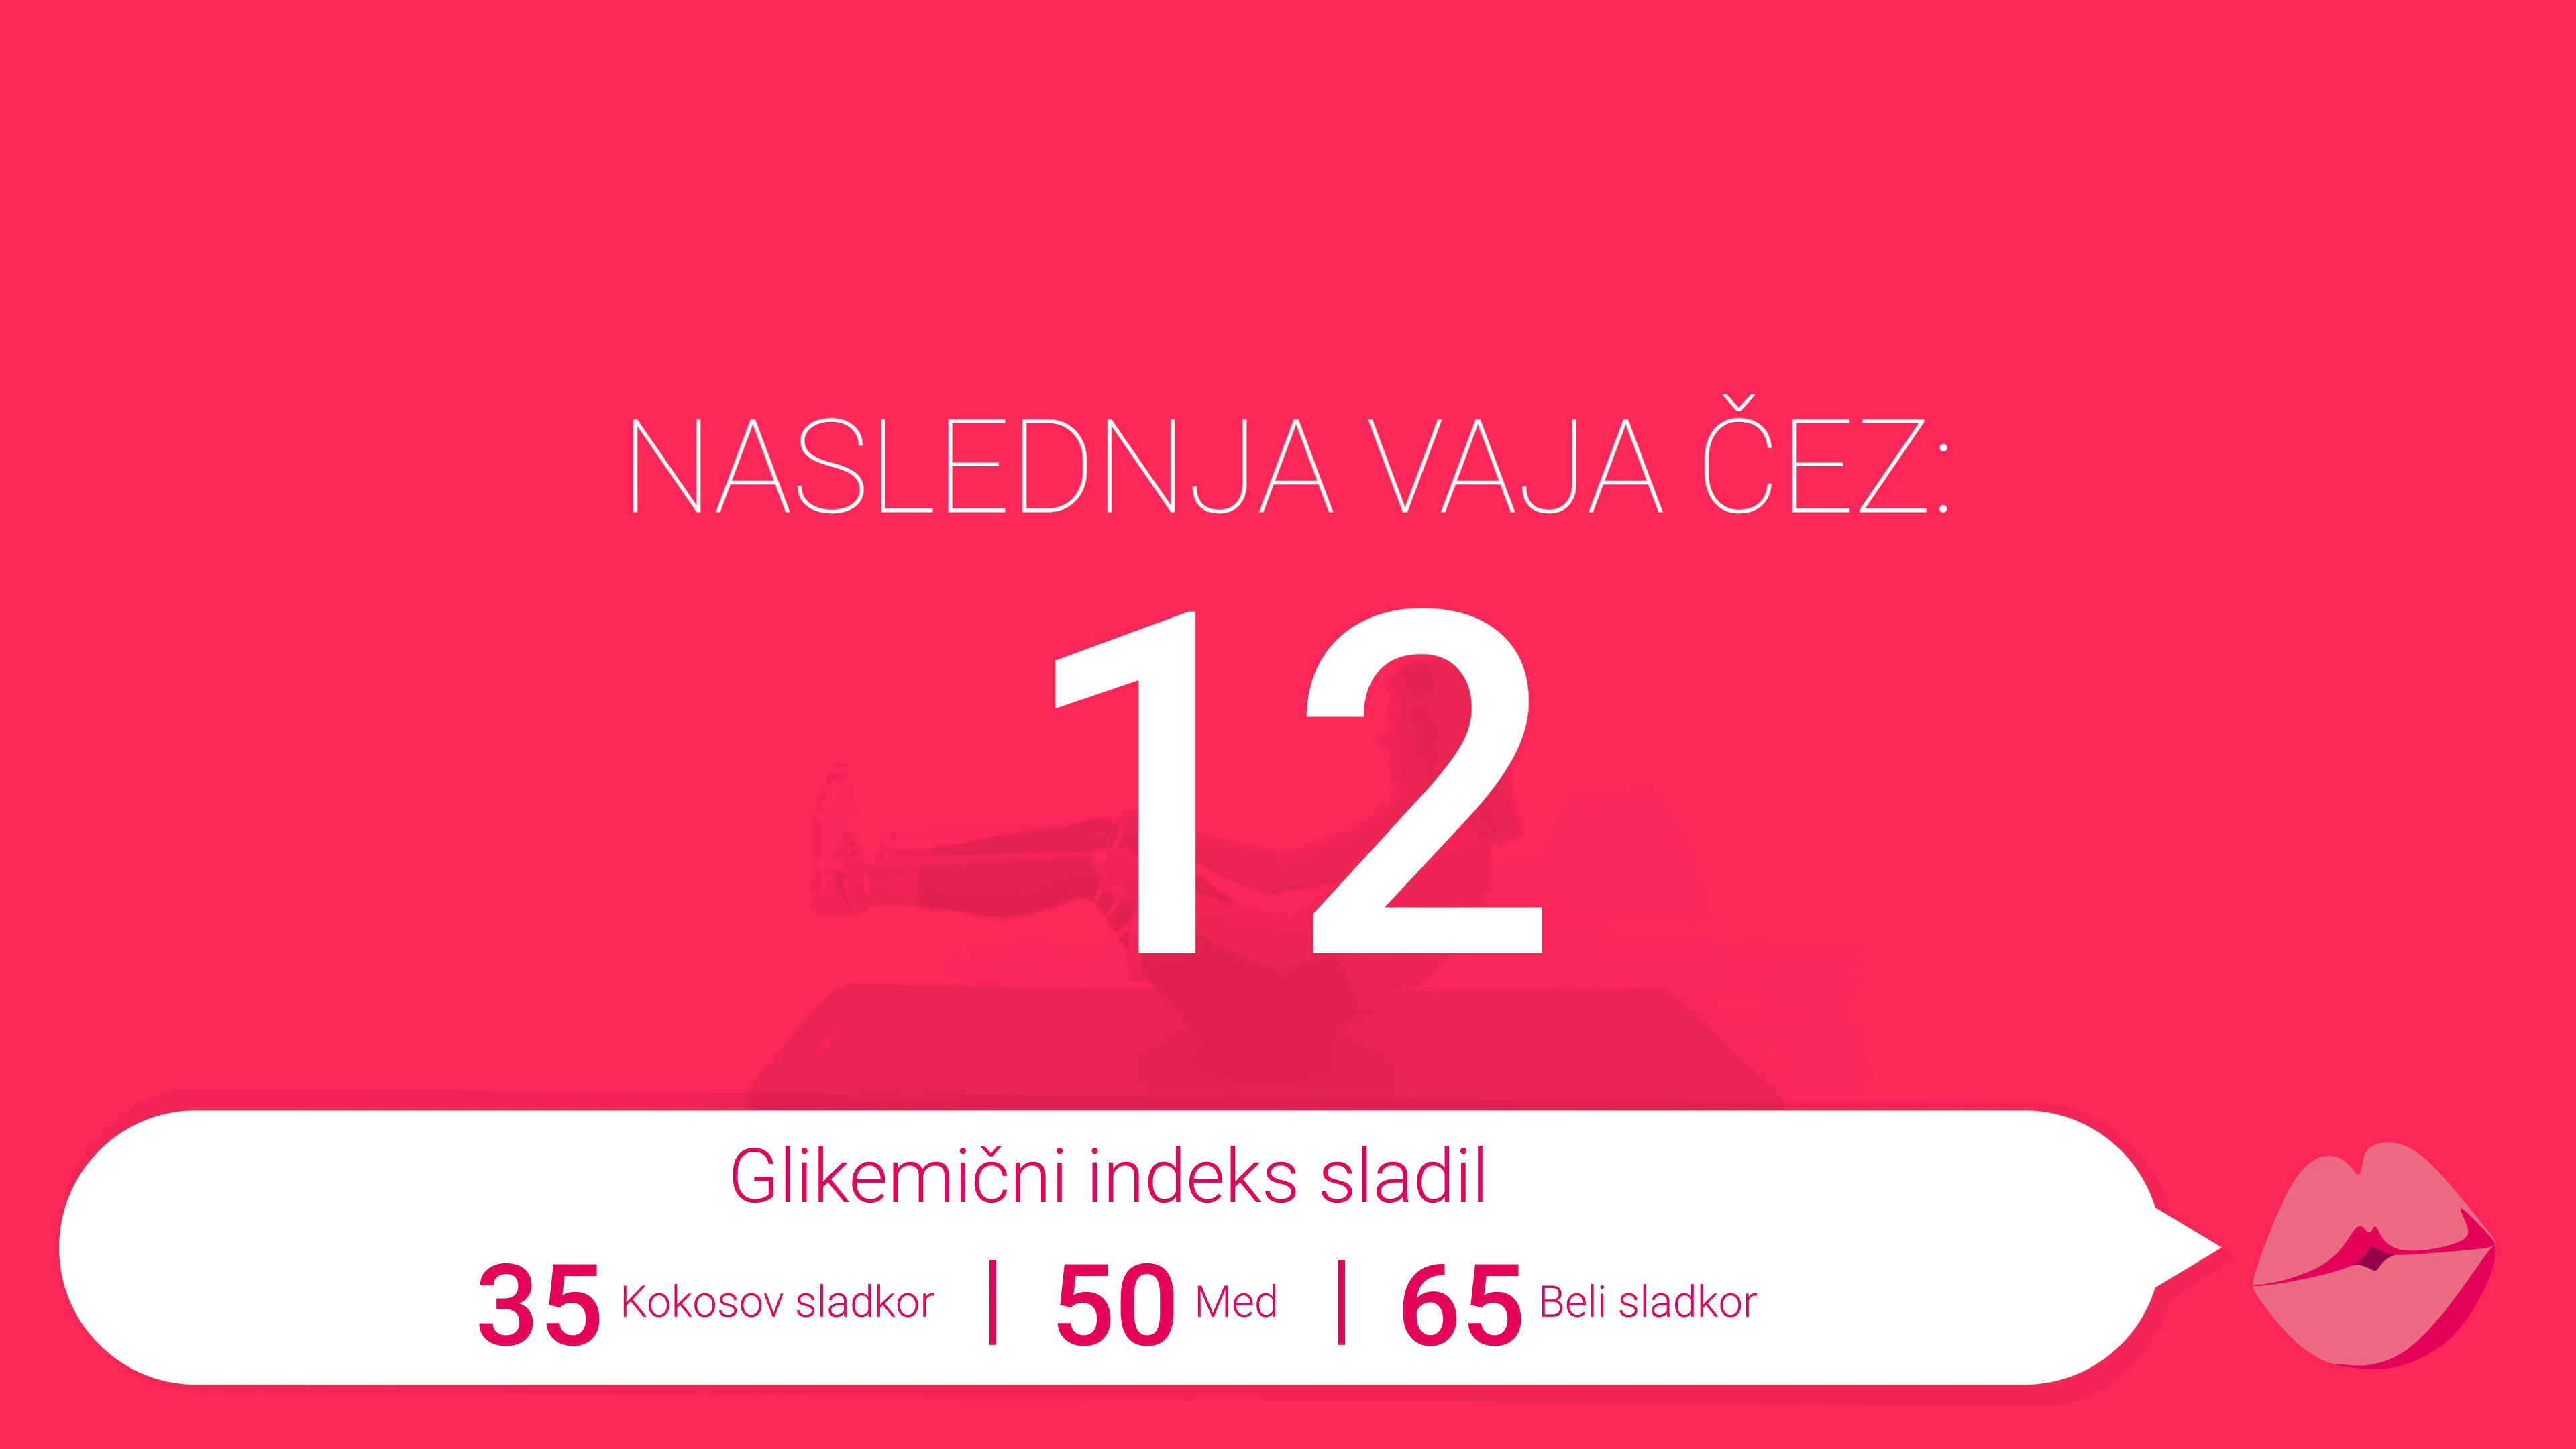 NASLEDNJA VAJA ČEZ:
12
Glikemični indeks sladil
35 Kokosov sladkor | 50 Med | 65 Beli sladkor